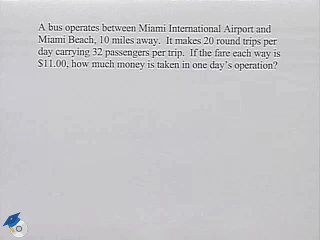 A bus operates between Miami International Airport and
Miami Beach, 10 miles away.  It makes 20 round trips per
day carrying 32 passengers per trip.  If the fare each way is
$11.00, how much money is taken in one day's operation?